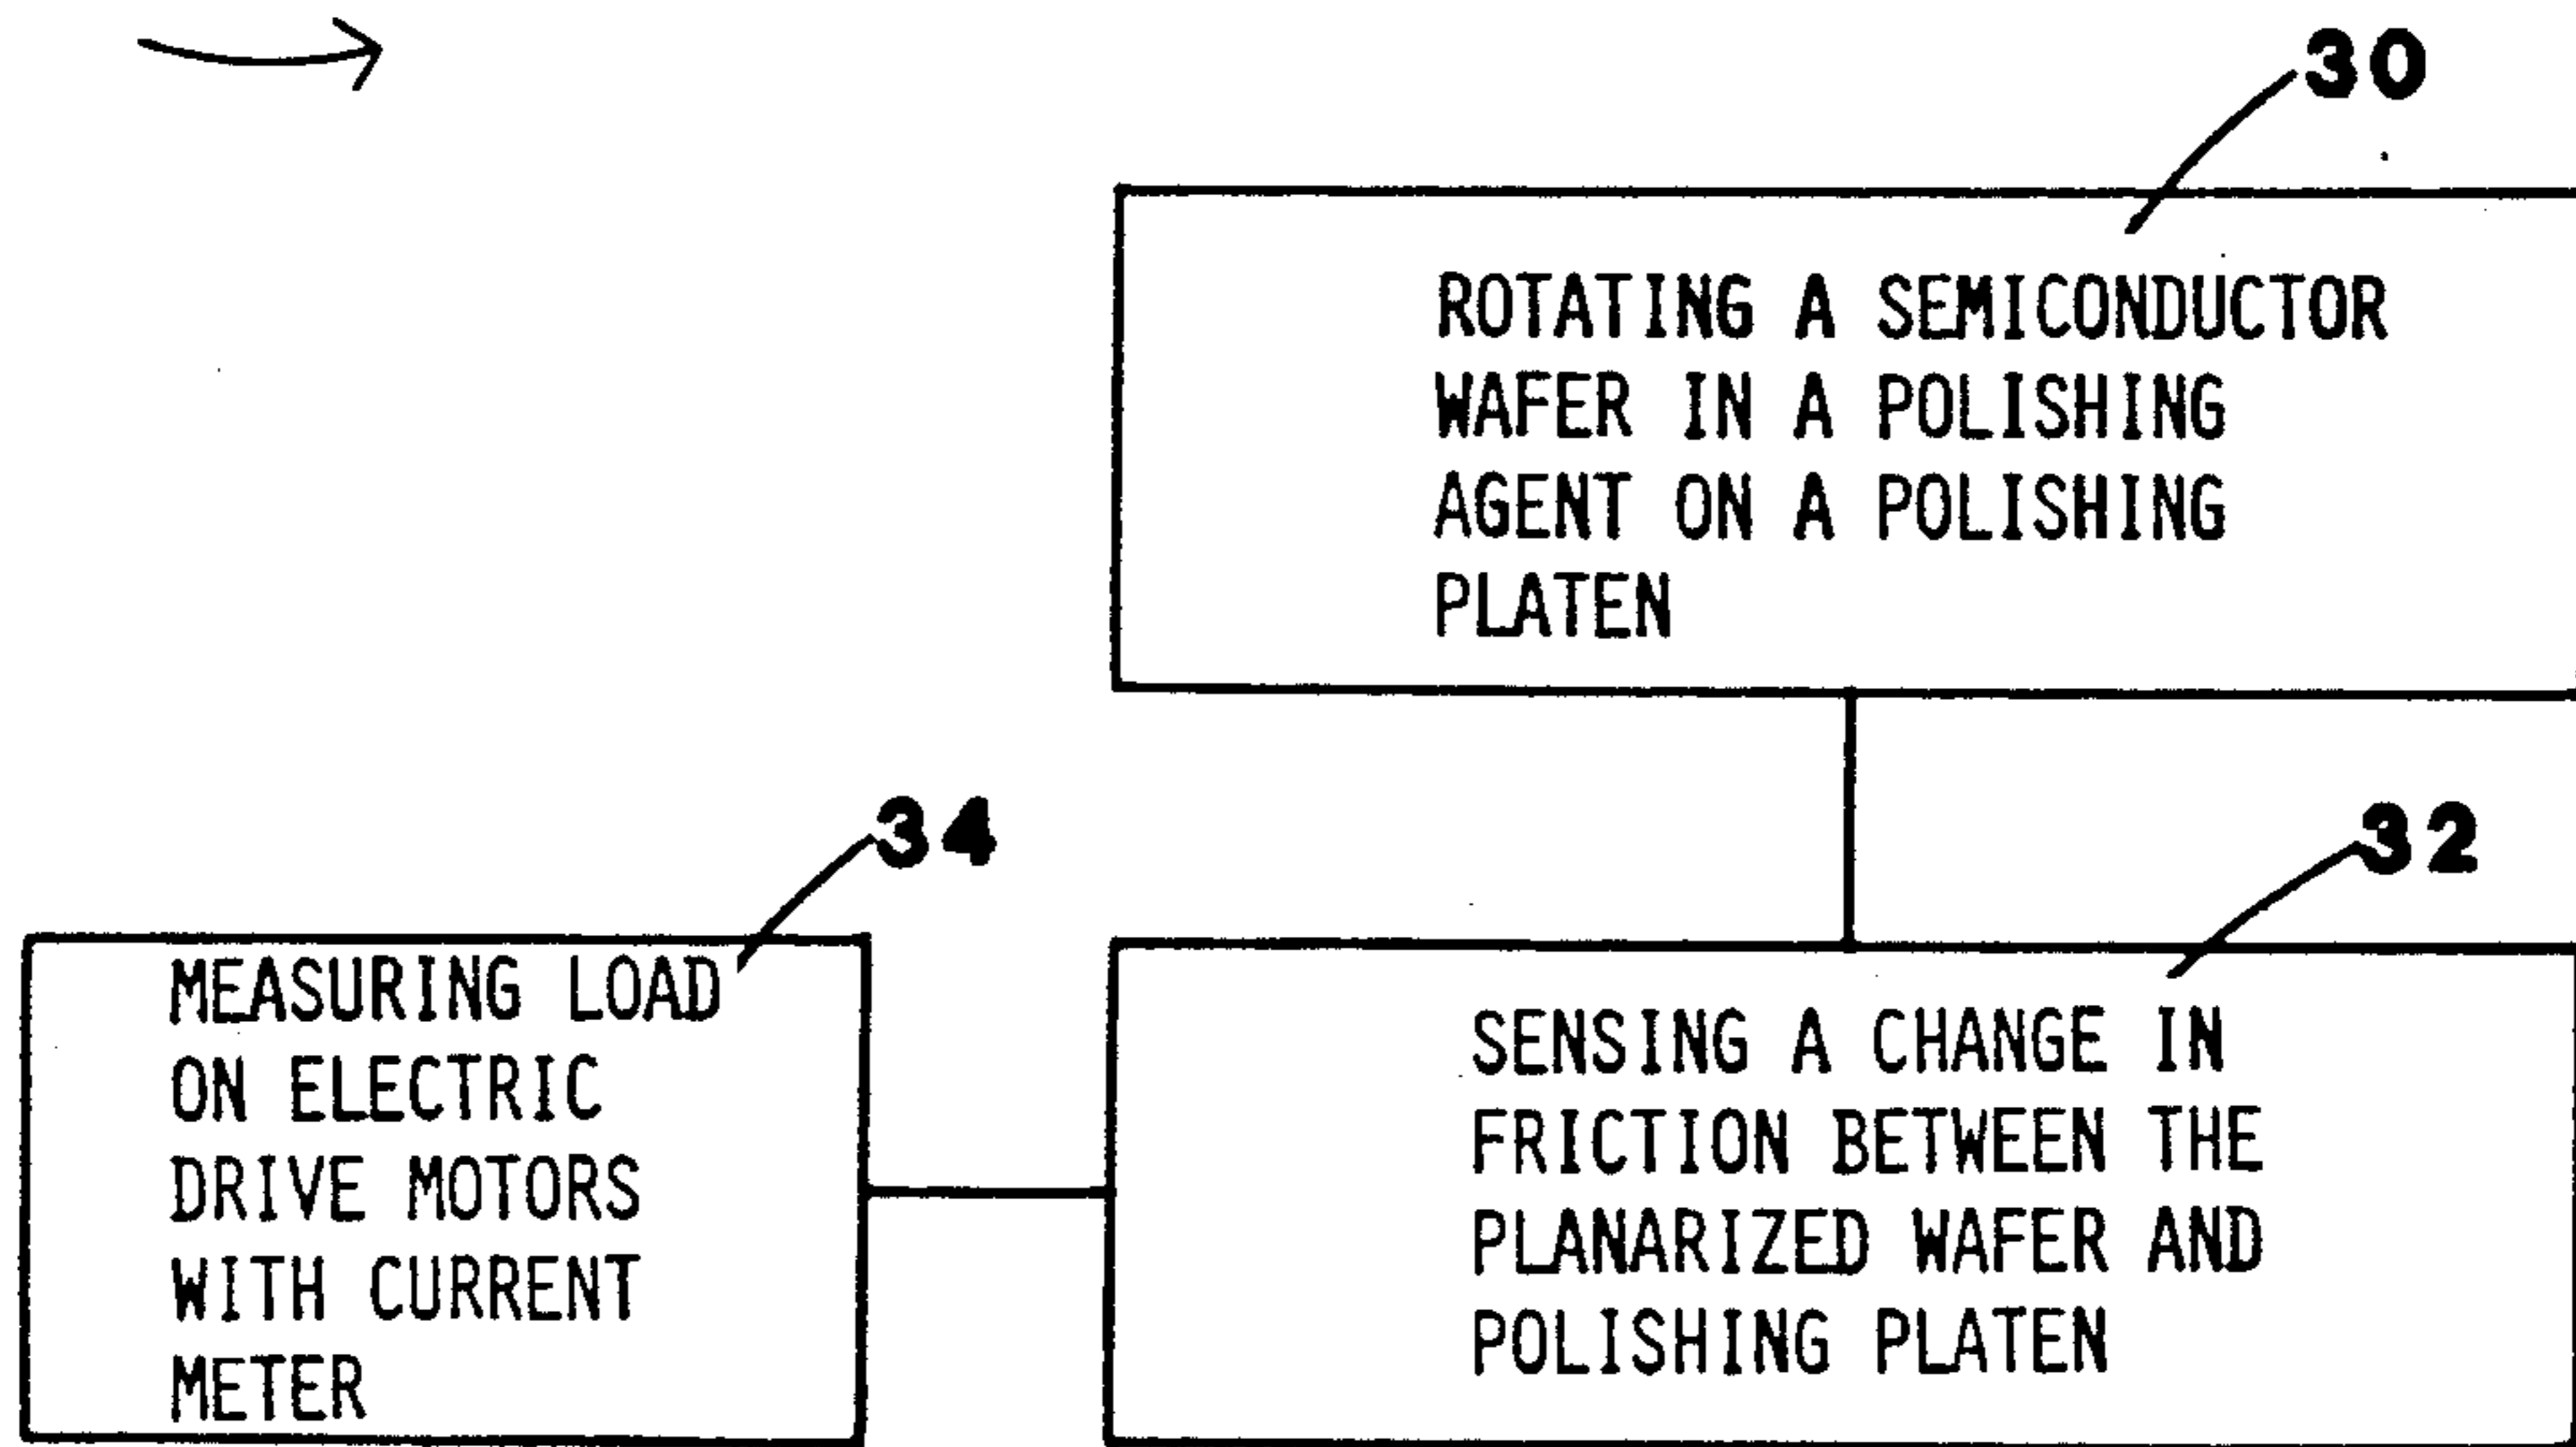 30
ROTATING A SEMICONDUCTOR
WAFER IN A POLISHING
AGENT ON A POLISHING
PLATEN
34
MEASURING LOAD
ON ELECTRIC
DRIVE MOTORS
WITH CURRENT
METER
32
SENSING A CHANGE IN
FRICTION BETWEEN THE
PLANARIZED WAFER AND
POLISHING PLATEN